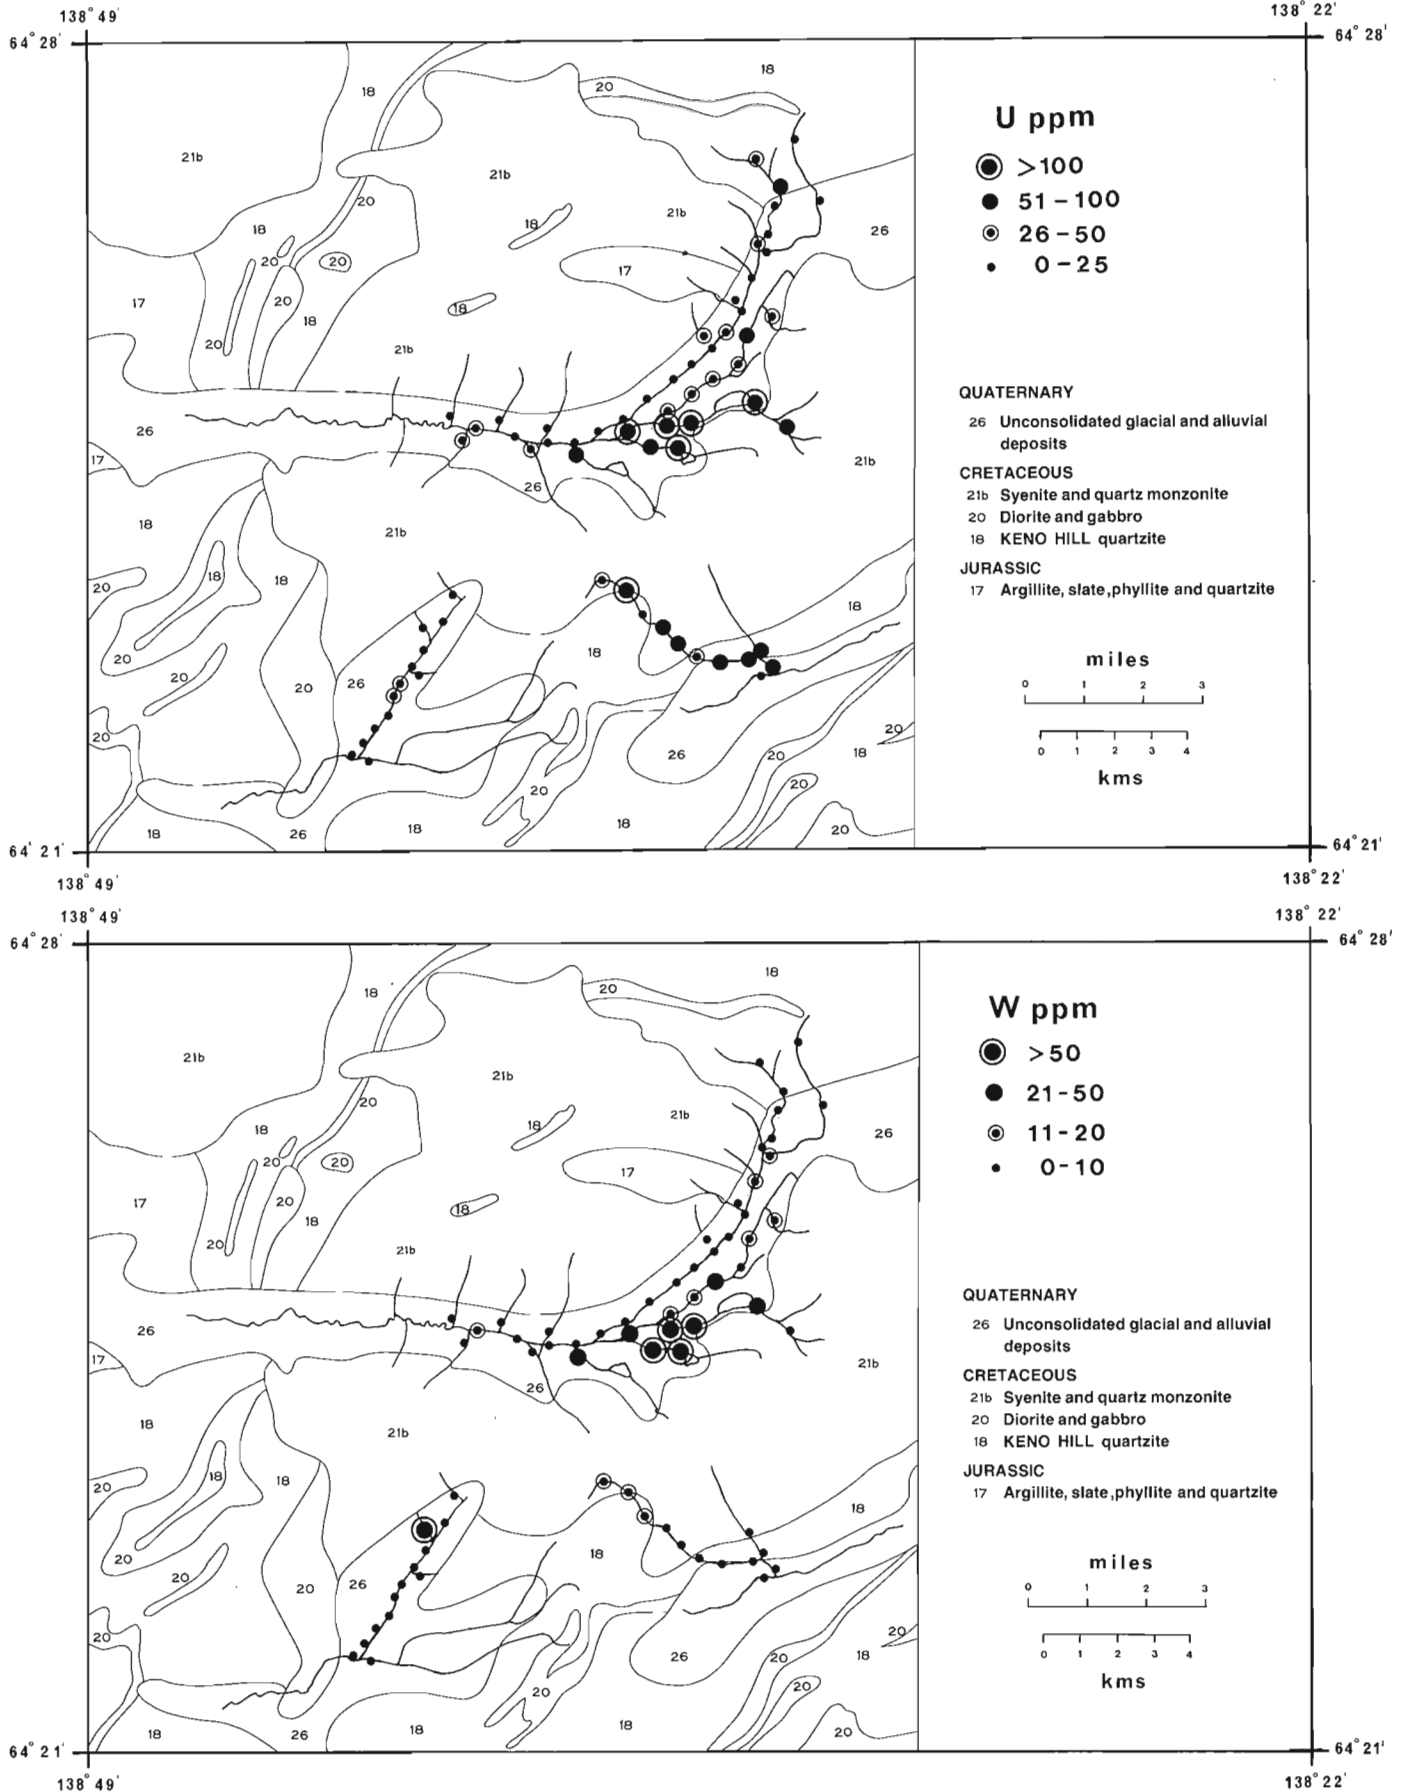 138° 49'
138° 22'
64° 28'
64° 28'
18
18
20
21b
21b
20
21b
18
18
26
20
20
17
17
20
18
18
20
21b
26
17
26
21b
18
21b
20
18
18
18
20
18
20
20
26
20
20
26
20
18
20
20
18
26
18
18
20
U ppm
>100
51-100
26-50
0-25
QUATERNARY
26 Unconsolidated glacial and alluvial
deposits
CRETACEOUS
21b Syenite and quartz monzonite
20 Diorite and gabbro
18 KENO HILL quartzite
JURASSIC
17 Argillite, slate, phyllite and quartzite
miles
0 1 2 3
0 1 2 3 4
kms
64° 21'
64° 21'
138° 49'
138° 22'
138° 49'
138° 22'
64° 28'
64° 28'
18
18
20
21b
21b
20
21b
18
18
26
20
20
17
17
20
18
18
20
21b
26
17
26
21b
18
21b
20
18
18
18
20
18
20
20
26
20
20
26
20
18
20
20
18
26
18
18
20
W ppm
>50
21-50
11-20
0-10
QUATERNARY
26 Unconsolidated glacial and alluvial
deposits
CRETACEOUS
21b Syenite and quartz monzonite
20 Diorite and gabbro
18 KENO HILL quartzite
JURASSIC
17 Argillite, slate, phyllite and quartzite
miles
0 1 2 3
0 1 2 3 4
kms
64° 21'
64° 21'
138° 49'
138° 22'